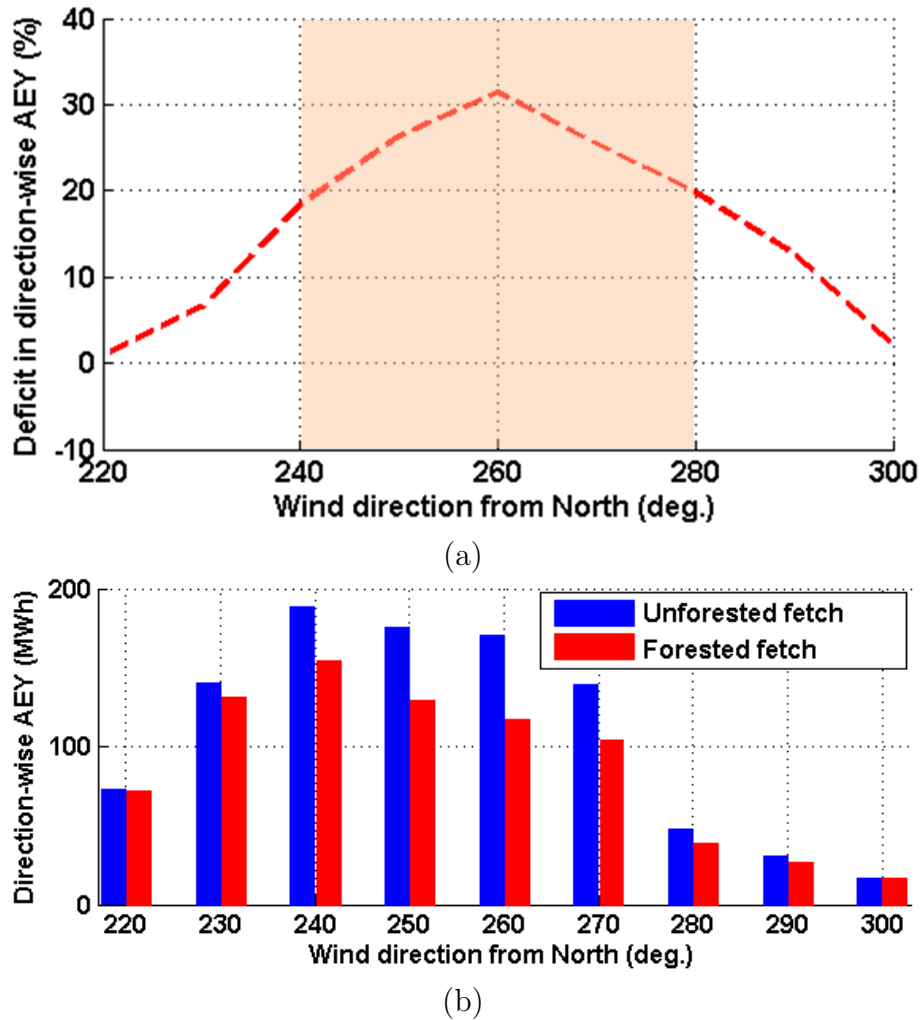 Deficit in direction-wise AEY (%)
40
30
20
10
0
-10
220 240 260 280 300
Wind direction from North (deg.)
(a)
Direction-wise AEY (MWh)
200
100
0
Unforested fetch
Forested fetch
220 230 240 250 260 270 280 290 300
Wind direction from North (deg.)
(b)